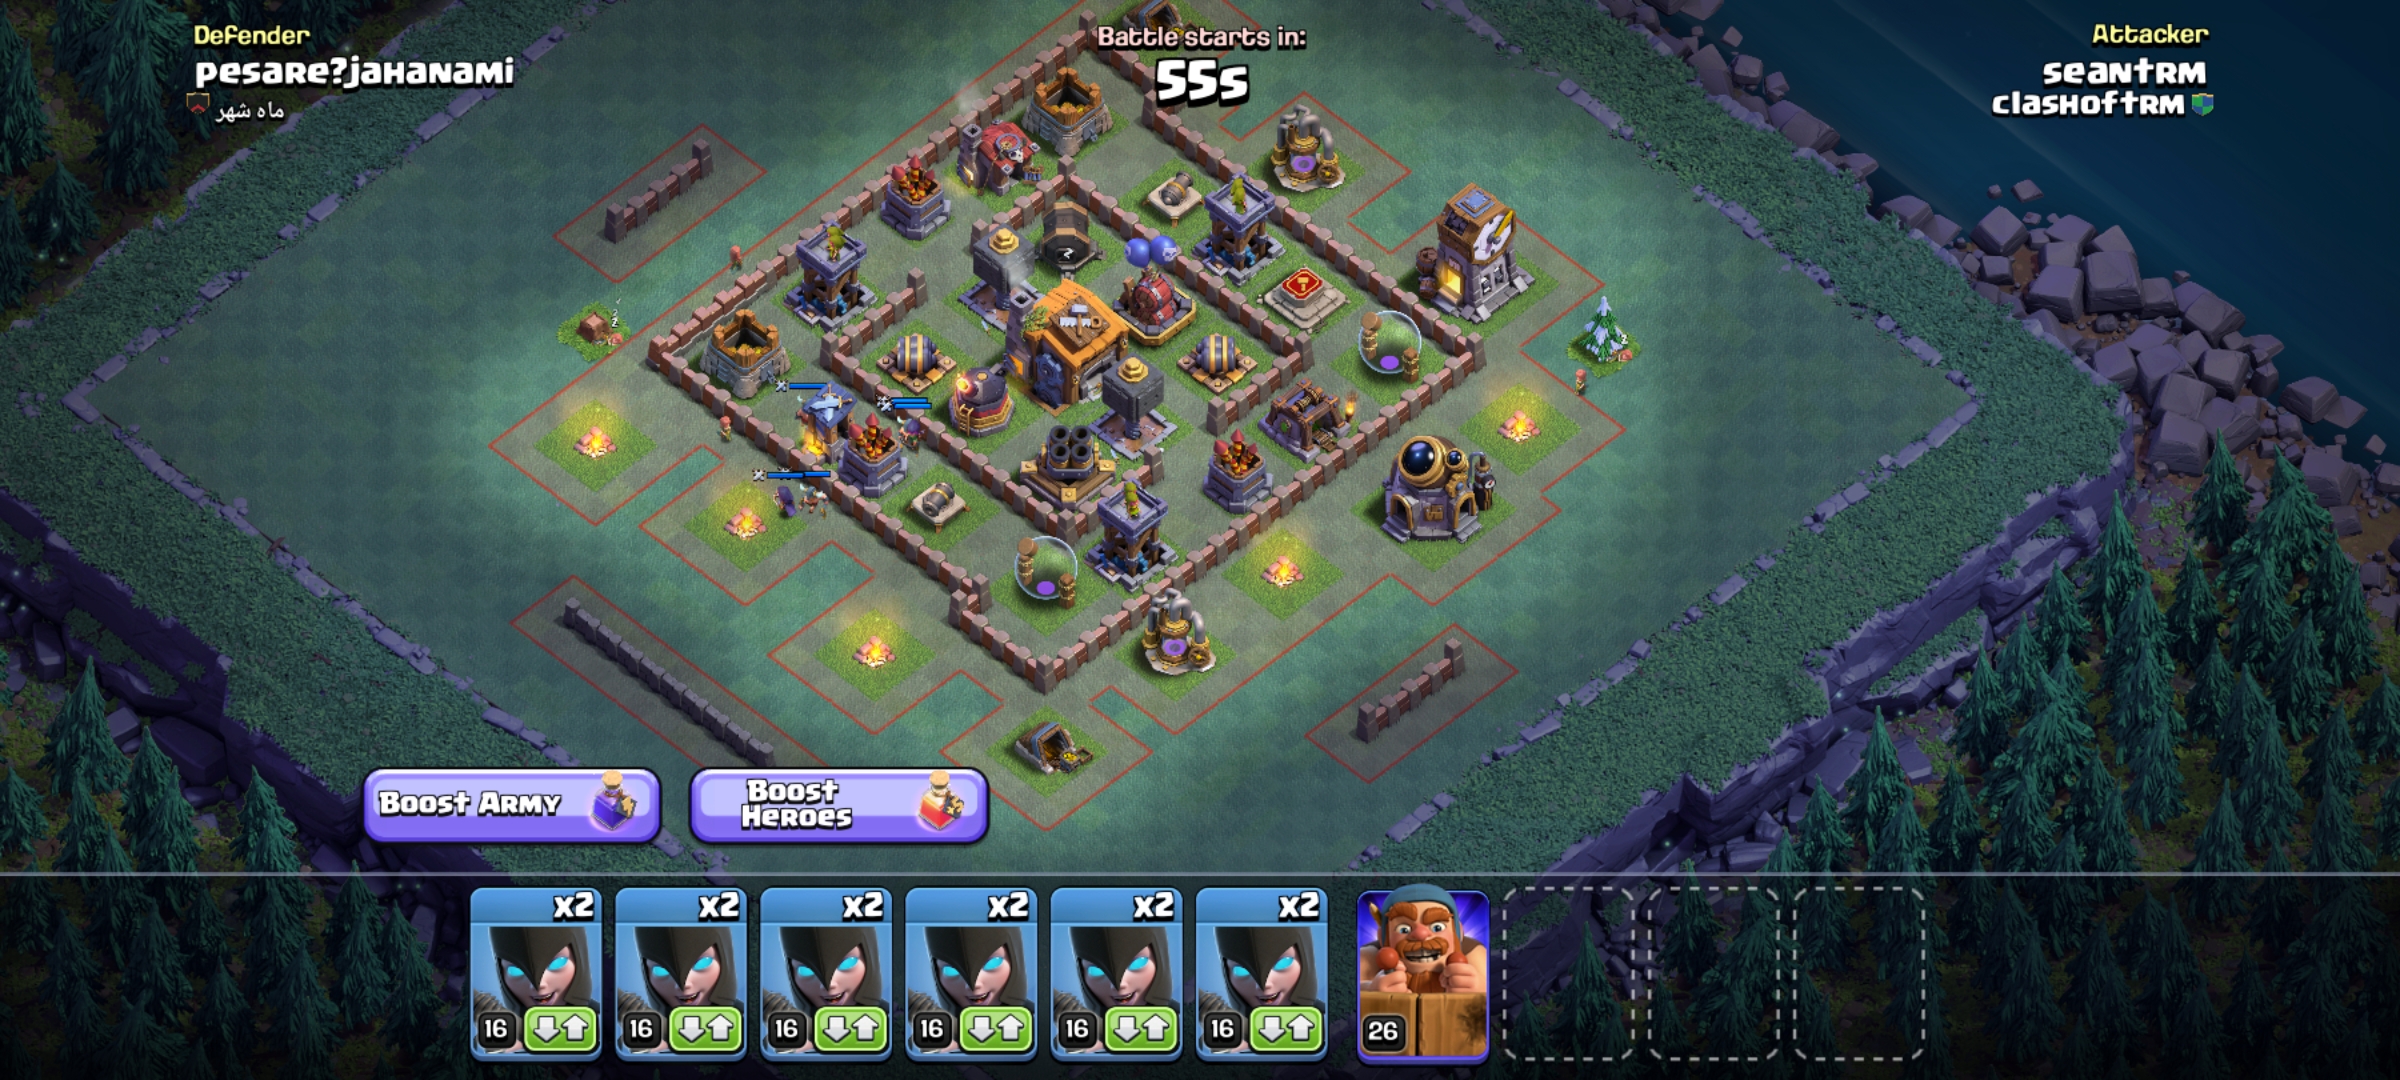 Defender
pesare?jahanami
ماه شهر
Battle starts in:
55s
Attacker
seantrm
clashoftrm
Boost Army
Boost Heroes
x2
x2
x2
x2
x2
x2
16
16
16
16
16
16
26